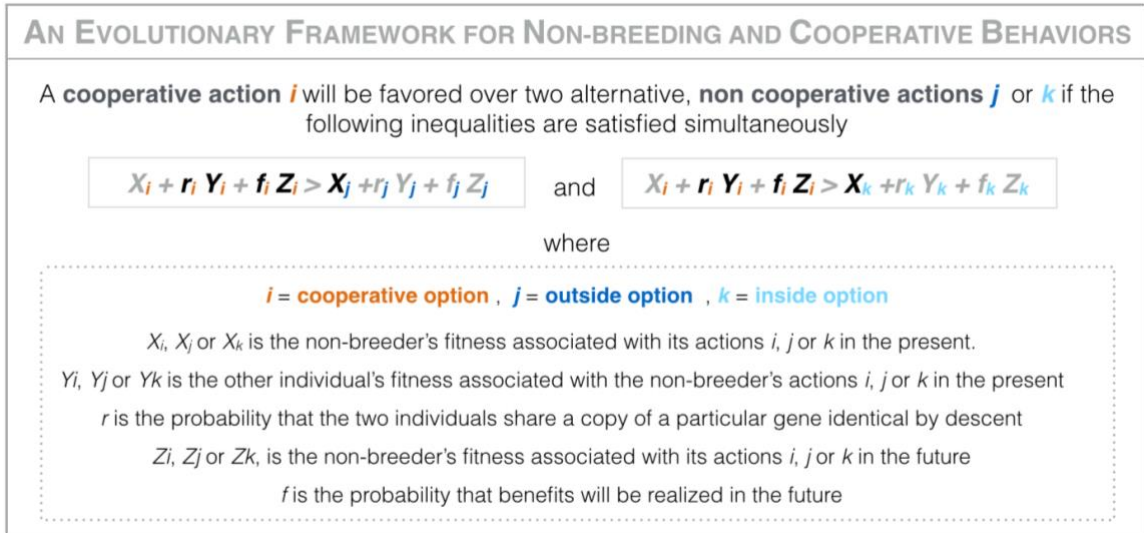 AN EVOLUTIONARY FRAMEWORK FOR NON-BREEDING AND COOPERATIVE BEHAVIORS
A cooperative action i will be favored over two alternative, non cooperative actions j or k if the
following inequalities are satisfied simultaneously
Xi + ri Yi + fi Zi > Xj +rj Yj + fj Zj and Xi + ri Yi + fi Zi > Xk +rk Yk + fk Zk
where
i = cooperative option , j = outside option , k = inside option
Xi, Xj or Xk is the non-breeder's fitness associated with its actions i, j or k in the present.
Yi, Yj or Yk is the other individual's fitness associated with the non-breeder's actions i, j or k in the present
r is the probability that the two individuals share a copy of a particular gene identical by descent
Zi, Zj or Zk, is the non-breeder's fitness associated with its actions i, j or k in the future
f is the probability that benefits will be realized in the future